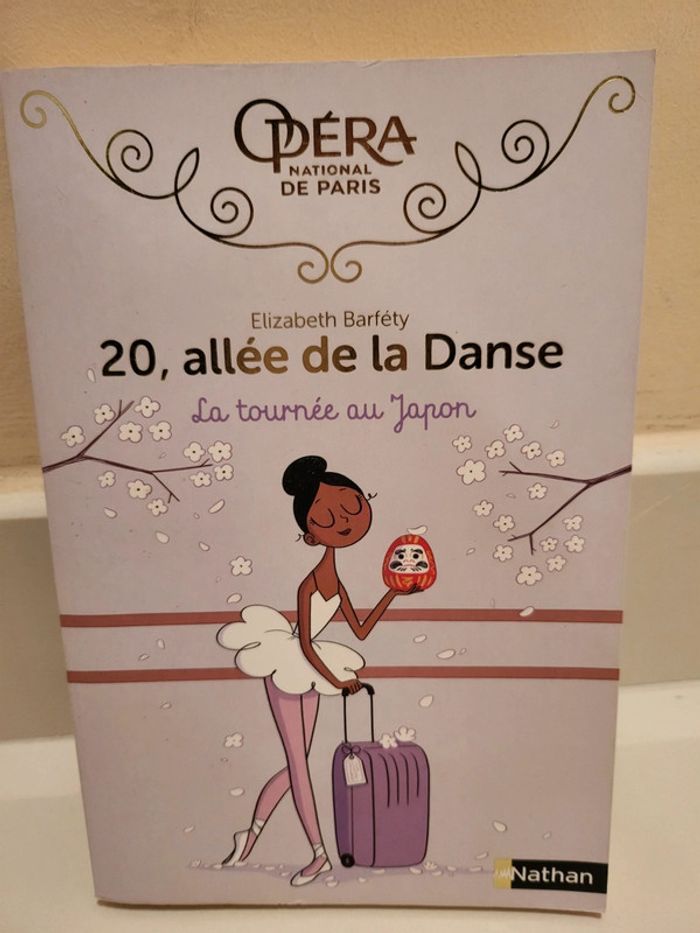 OPÉRA
NATIONAL
DE PARIS
Elizabeth Barféty
20, allée de la Danse
La tournée au Japon
Nathan